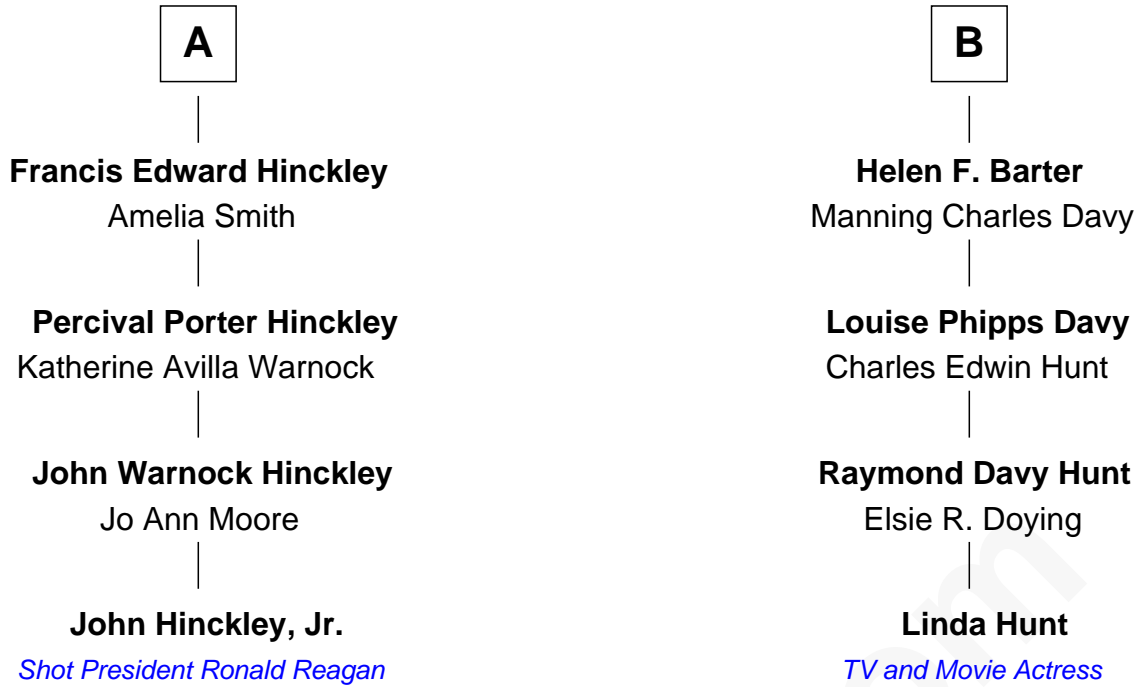 A
Francis Edward Hinckley
Amelia Smith
Percival Porter Hinckley
Katherine Avilla Warnock
John Warnock Hinckley
Jo Ann Moore
John Hinckley, Jr.
Shot President Ronald Reagan
B
Helen F. Barter
Manning Charles Davy
Louise Phipps Davy
Charles Edwin Hunt
Raymond Davy Hunt
Elsie R. Doying
Linda Hunt
TV and Movie Actress